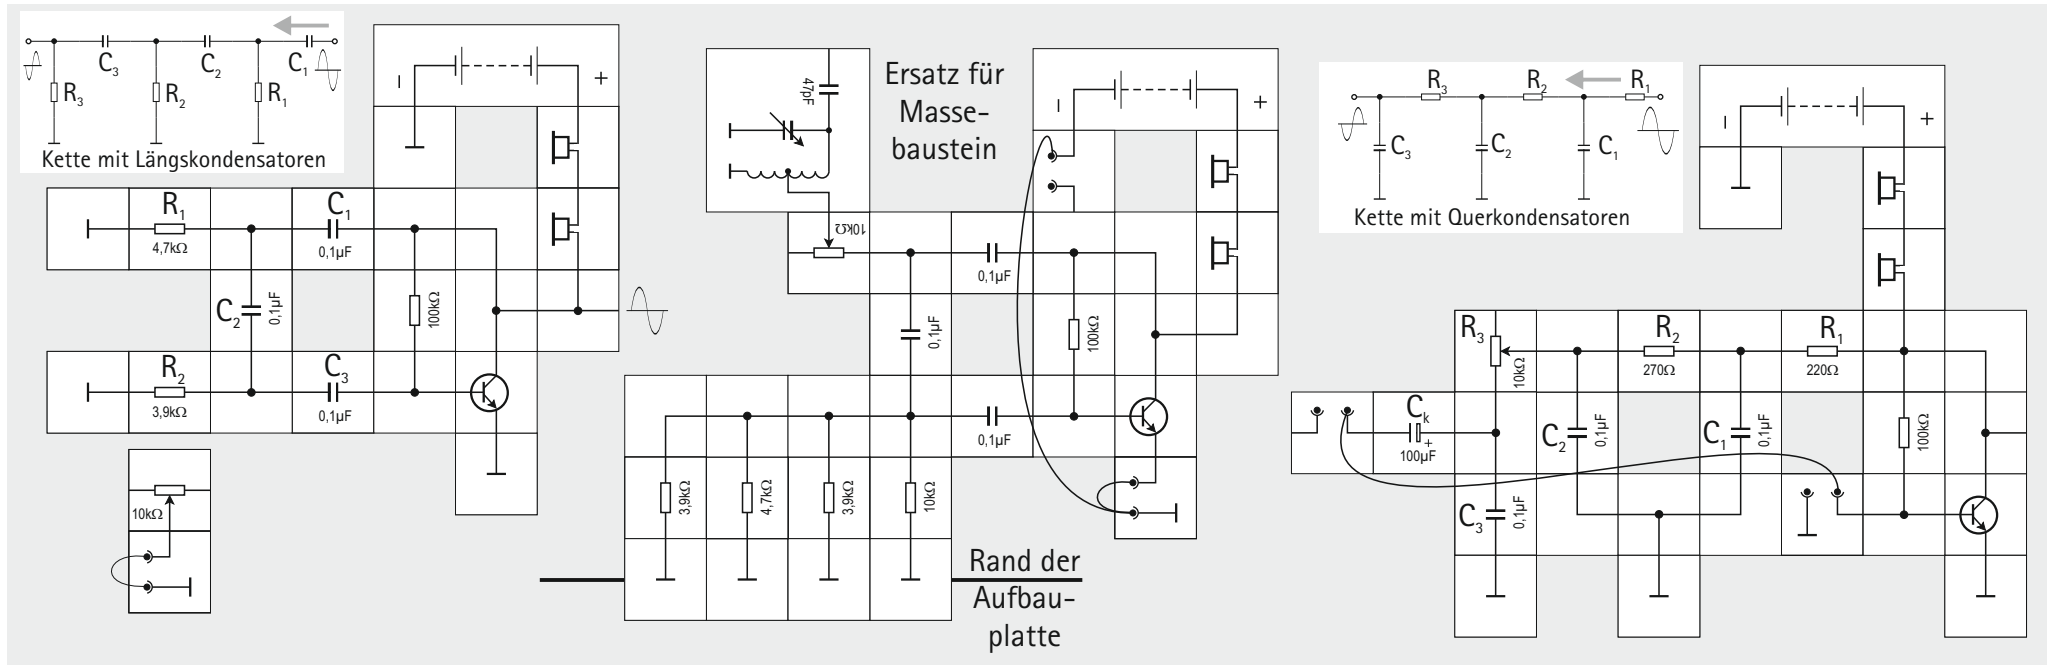 C₃
C₂
C₁
R₃
R₂
R₁
Kette mit Längskondensatoren
–
+
R₁
4,7kΩ
C₁
0,1µF
C₂
0,1µF
100kΩ
R₂
3,9kΩ
C₃
0,1µF
10kΩ
47pF
Ersatz für
Masse-
baustein
–
+
10kΩ
0,1µF
0,1µF
100kΩ
0,1µF
3,9kΩ
4,7kΩ
3,9kΩ
10kΩ
Rand der
Aufbau-
platte
R₃
R₂
R₁
C₃
C₂
C₁
Kette mit Querkondensatoren
–
+
R₃
10kΩ
R₂
270Ω
R₁
220Ω
Cₖ
+
100µF
C₂
0,1µF
C₁
0,1µF
100kΩ
C₃
0,1µF